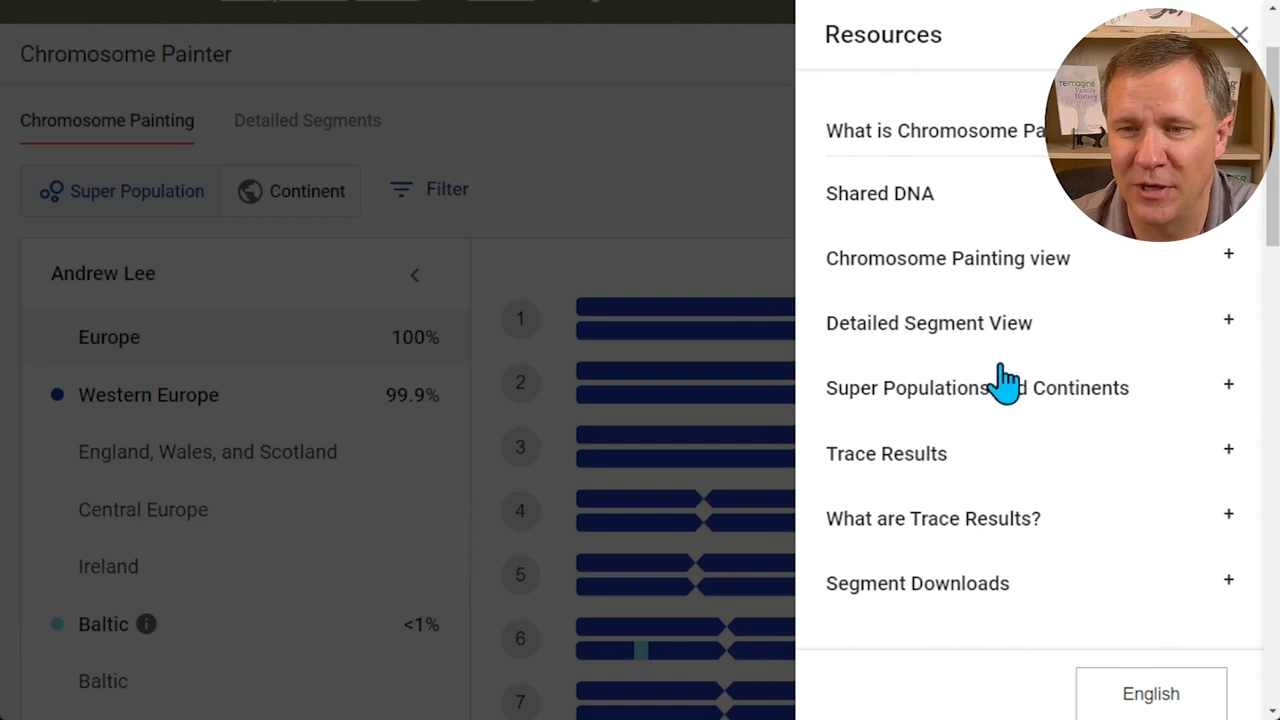 Chromosome Painter
Chromosome Painting
Detailed Segments
Super Population
Continent
Filter
Andrew Lee
Europe 100%
Western Europe 99.9%
England, Wales, and Scotland
Central Europe
Ireland
Baltic <1%
Baltic
1
2
3
4
5
6
7
Resources
What is Chromosome
Shared DNA
Chromosome Painting view +
Detailed Segment View +
Super Populations Continents +
Trace Results +
What are Trace Results? +
Segment Downloads +
English
reimagine
Family
History